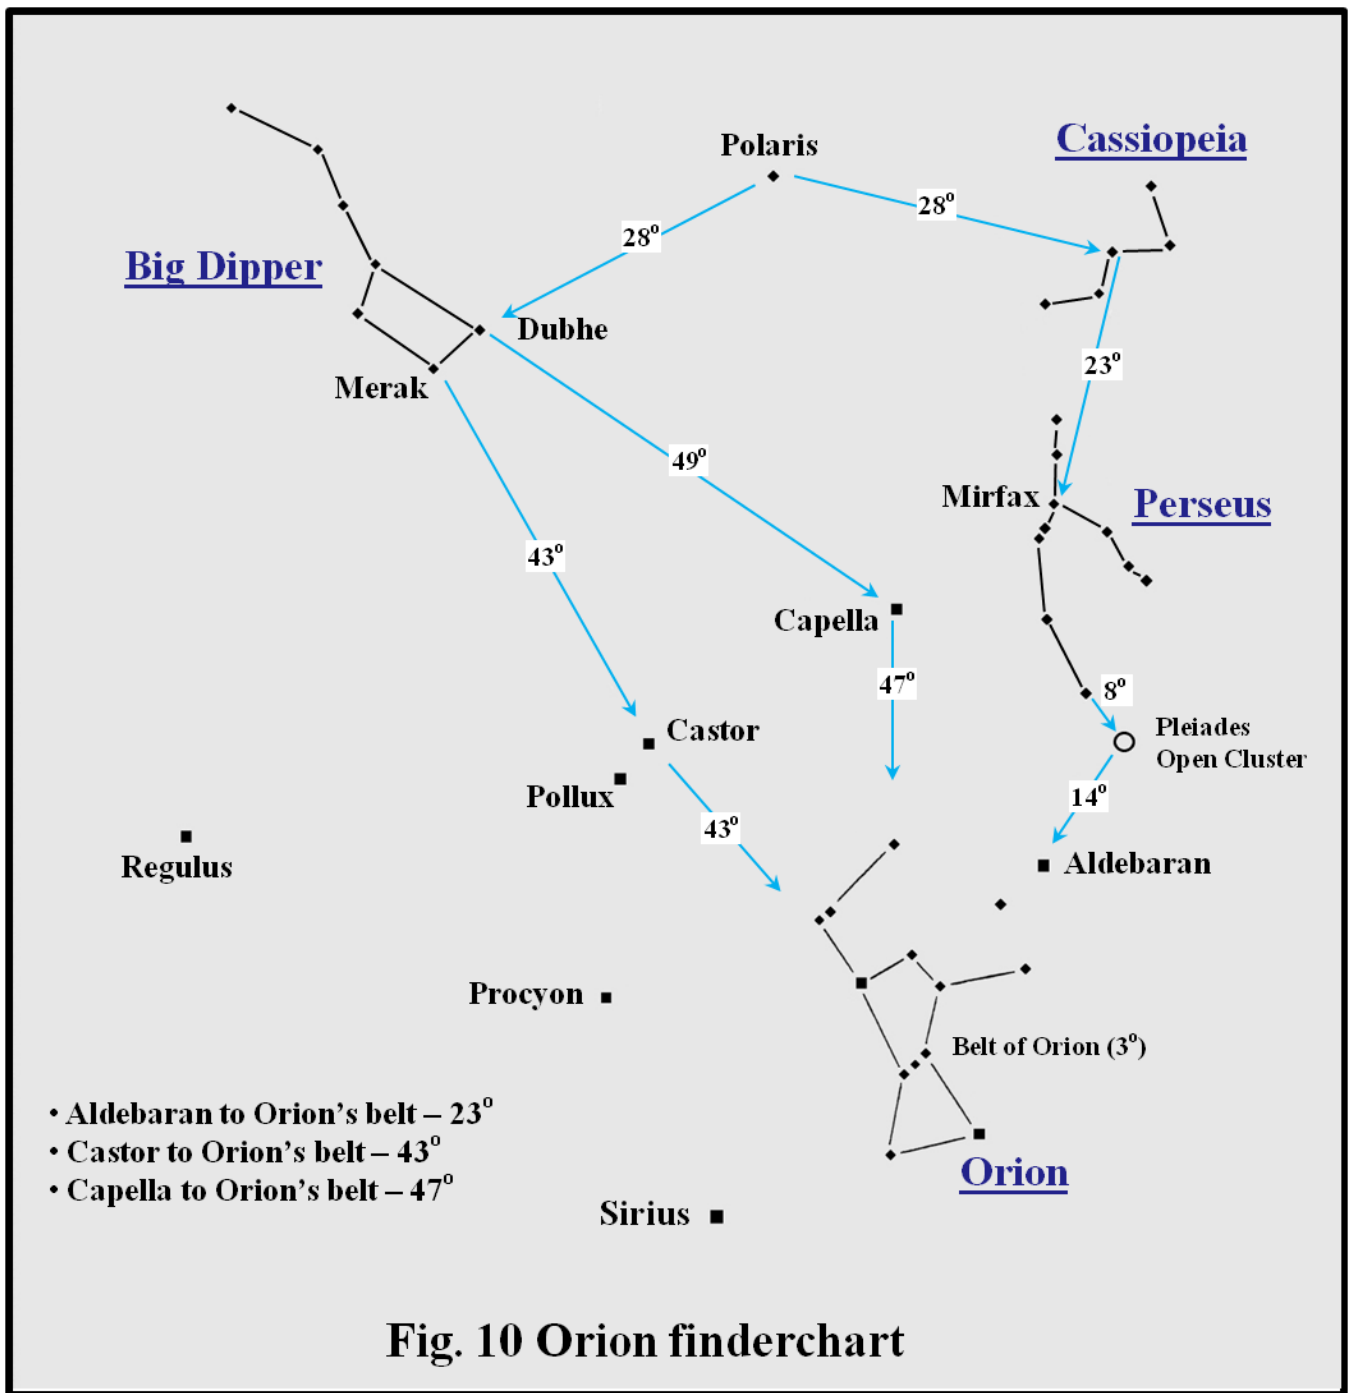 Polaris
Cassiopeia
28°
28°
Big Dipper
Dubhe
Merak
23°
49°
Mirfax
Perseus
43°
Capella
47°
8°
Castor
Pleiades
Open Cluster
Pollux
14°
43°
Regulus
Aldebaran
Procyon
Belt of Orion (3°)
• Aldebaran to Orion's belt – 23°
• Castor to Orion's belt – 43°
• Capella to Orion's belt – 47°
Orion
Sirius
Fig. 10 Orion finderchart